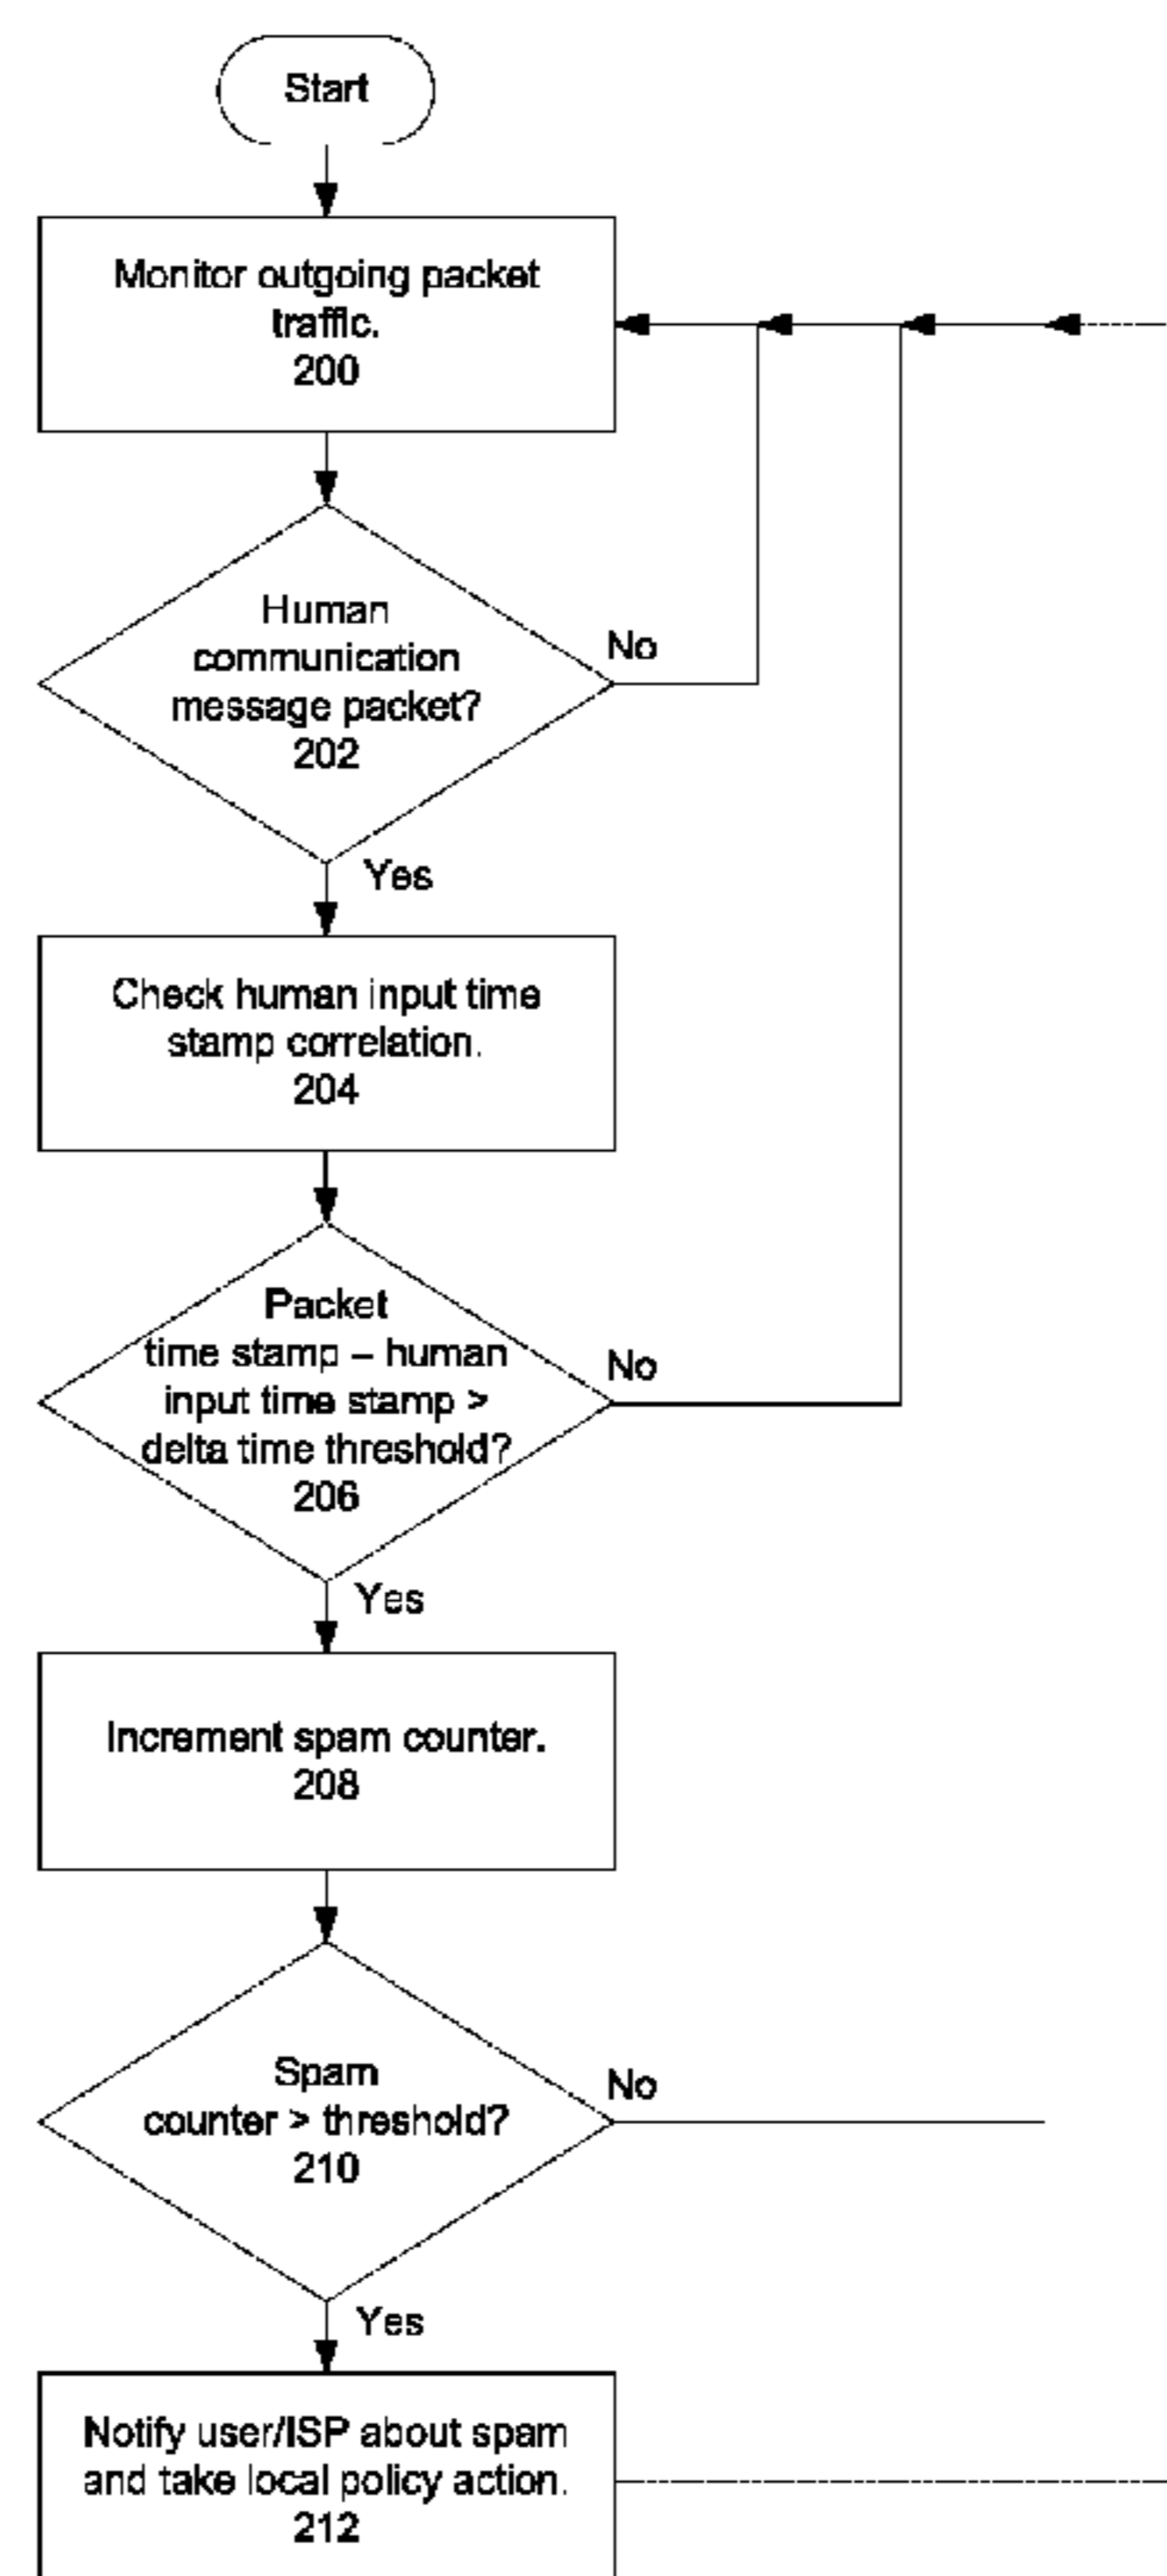 Start
Monitor outgoing packet
traffic.
200
Human
communication
message packet?
202
No
Yes
Check human input time
stamp correlation.
204
Packet
time stamp – human
input time stamp >
delta time threshold?
206
No
Yes
Increment spam counter.
208
Spam
counter > threshold?
210
No
Yes
Notify user/ISP about spam
and take local policy action.
212